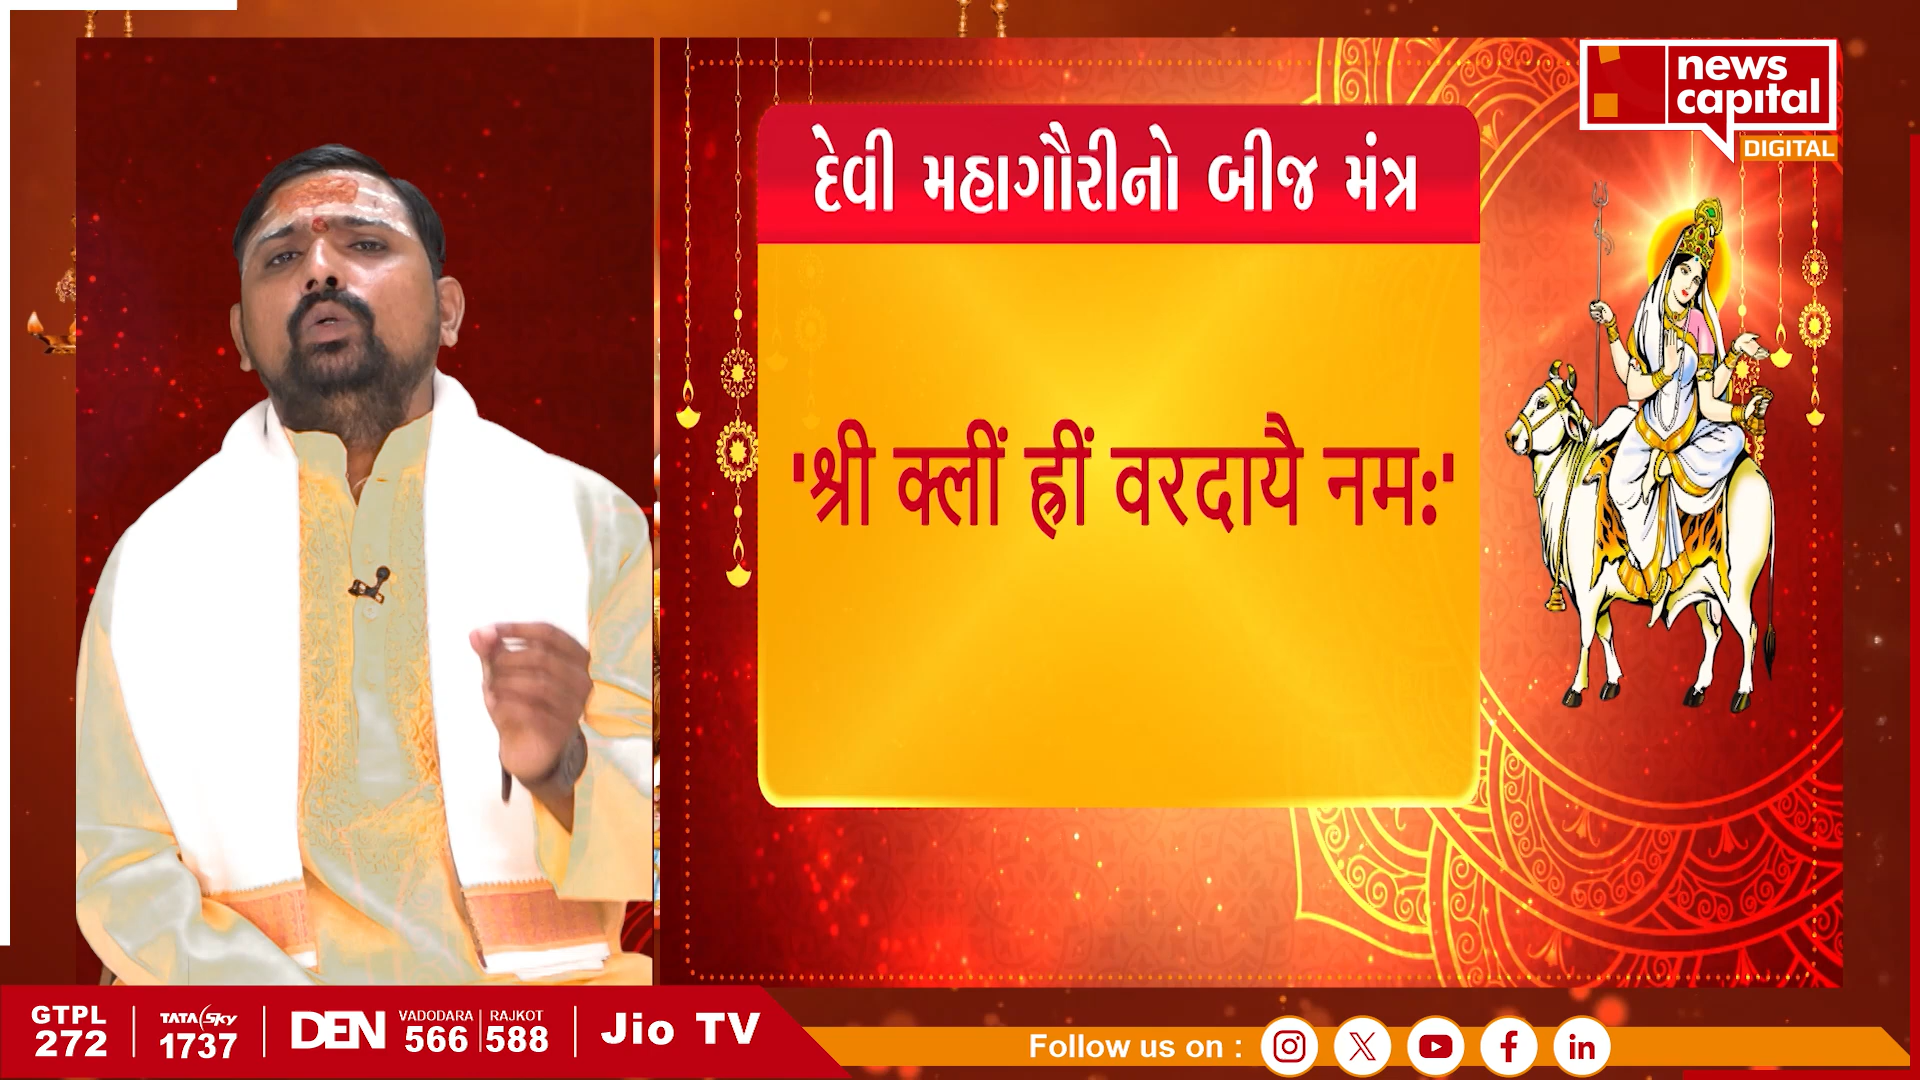 news
capital
DIGITAL
દેવી મહાગૌરીનો બીજ મંત્ર
'श्री क्लीं ह्रीं वरदायै नमः'
GTPL
272
TATA Sky
1737
DEN
VADODARA
566
RAJKOT
588
Jio TV
Follow us on :